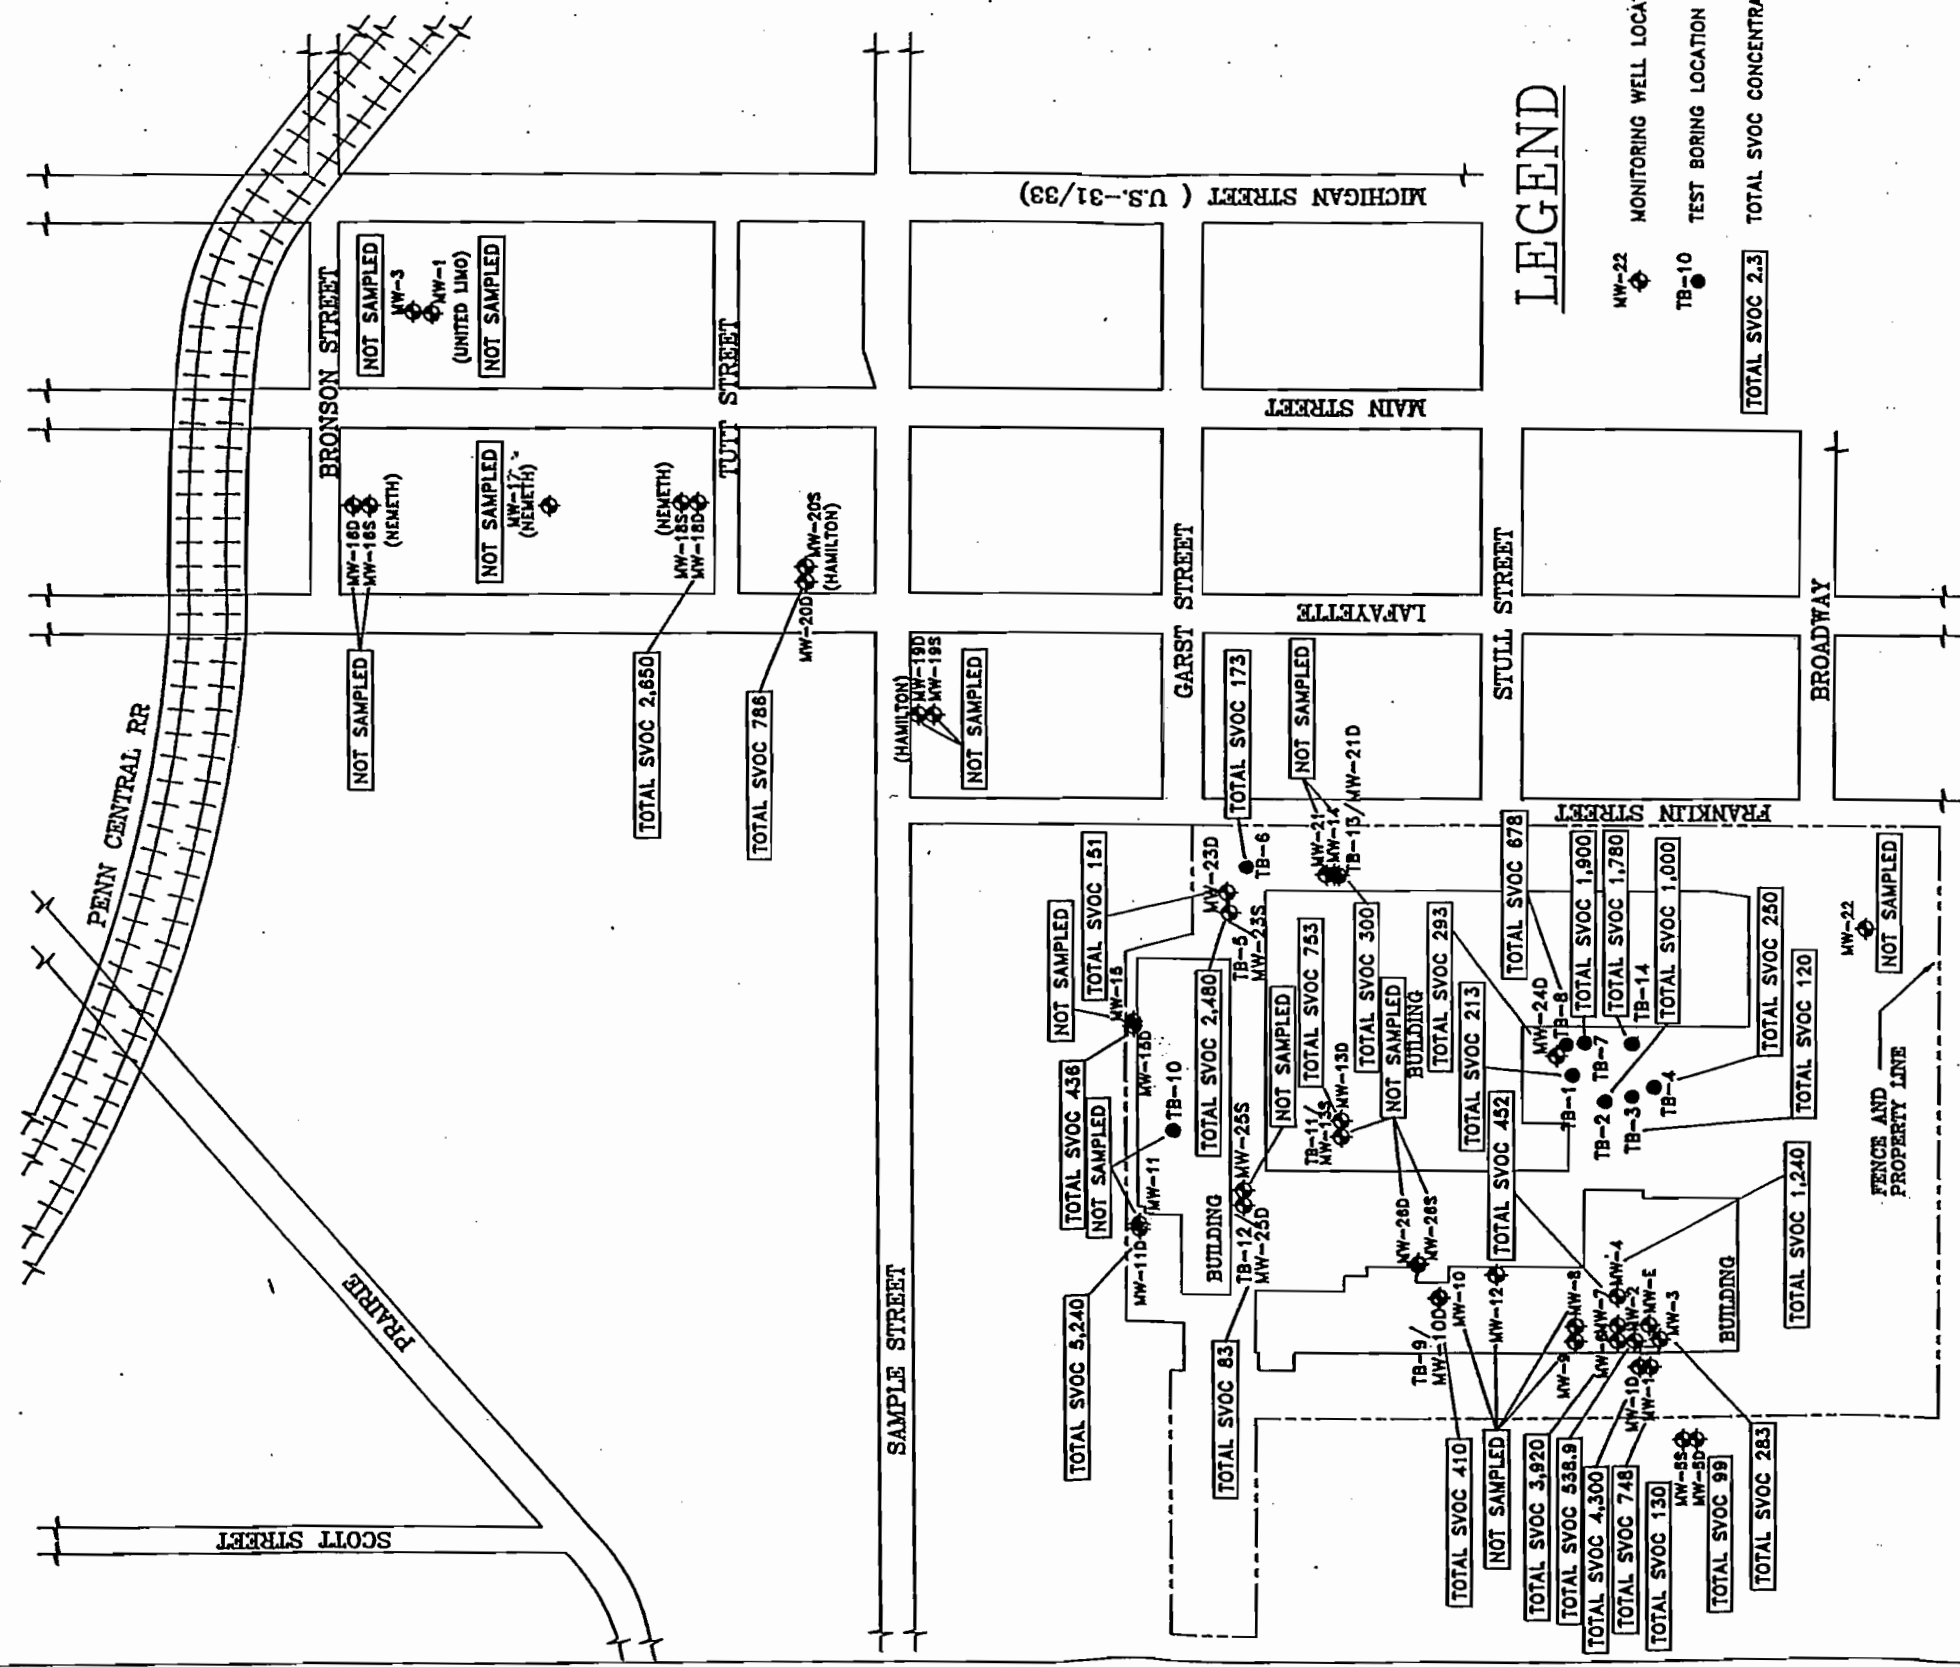 PENN CENTRAL RR
BRONSON STREET
TUTT STREET
MICHIGAN STREET ( U.S.-31/33)
MAIN STREET
LAFAYETTE
FRANKLIN STREET
GARST STREET
STULL STREET
BROADWAY
SAMPLE STREET
PRAIRIE
SCOTT STREET
NOT SAMPLED
MW-3
MW-1
(UNITED LIMO)
NOT SAMPLED
MW-16D
MW-16S
(NEMETH)
NOT SAMPLED
NOT SAMPLED
MW-17
(NEMETH)
(NEMETH)
MW-18S
MW-18D
TOTAL SVOC 2,650
MW-20S
(HAMILTON)
MW-20D
TOTAL SVOC 786
(HAMILTON)
MW-19D
MW-19S
NOT SAMPLED
TOTAL SVOC 173
TB-6
NOT SAMPLED
MW-21
MW-14
TB-13/MW-21D
TOTAL SVOC 151
MW-23D
NOT SAMPLED
MW-15
MW-15D
TOTAL SVOC 436
NOT SAMPLED
TB-10
MW-11
MW-11D
TOTAL SVOC 5,240
TOTAL SVOC 2,480
TB-5
MW-23S
BUILDING
MW-25S
NOT SAMPLED
TB-12/
MW-25D
TOTAL SVOC 83
TOTAL SVOC 753
TB-11/
MW-13S
MW-13D
TOTAL SVOC 300
NOT SAMPLED
BUILDING
MW-26D
MW-26S
TOTAL SVOC 293
TOTAL SVOC 213
TOTAL SVOC 452
TOTAL SVOC 678
MW-24D
TB-8
TOTAL SVOC 1,900
TB-7
TOTAL SVOC 1,780
TB-14
TOTAL SVOC 1,000
TB-1
TB-2
TB-3
TB-4
TOTAL SVOC 250
TOTAL SVOC 120
TOTAL SVOC 1,240
MW-22
NOT SAMPLED
FENCE AND
PROPERTY LINE
TB-9/
MW-10D
MW-10
MW-12
MW-8
MW-9
MW-7
MW-4
MW-2
MW-E
MW-3
MW-1D
MW-1
BUILDING
TOTAL SVOC 410
NOT SAMPLED
TOTAL SVOC 3,920
TOTAL SVOC 538.9
TOTAL SVOC 4,300
TOTAL SVOC 748
TOTAL SVOC 130
MW-5S
MW-5D
TOTAL SVOC 99
TOTAL SVOC 283
LEGEND
MW-22
MONITORING WELL LOCA
TB-10
TEST BORING LOCATION
TOTAL SVOC 2.3
TOTAL SVOC CONCENTRA